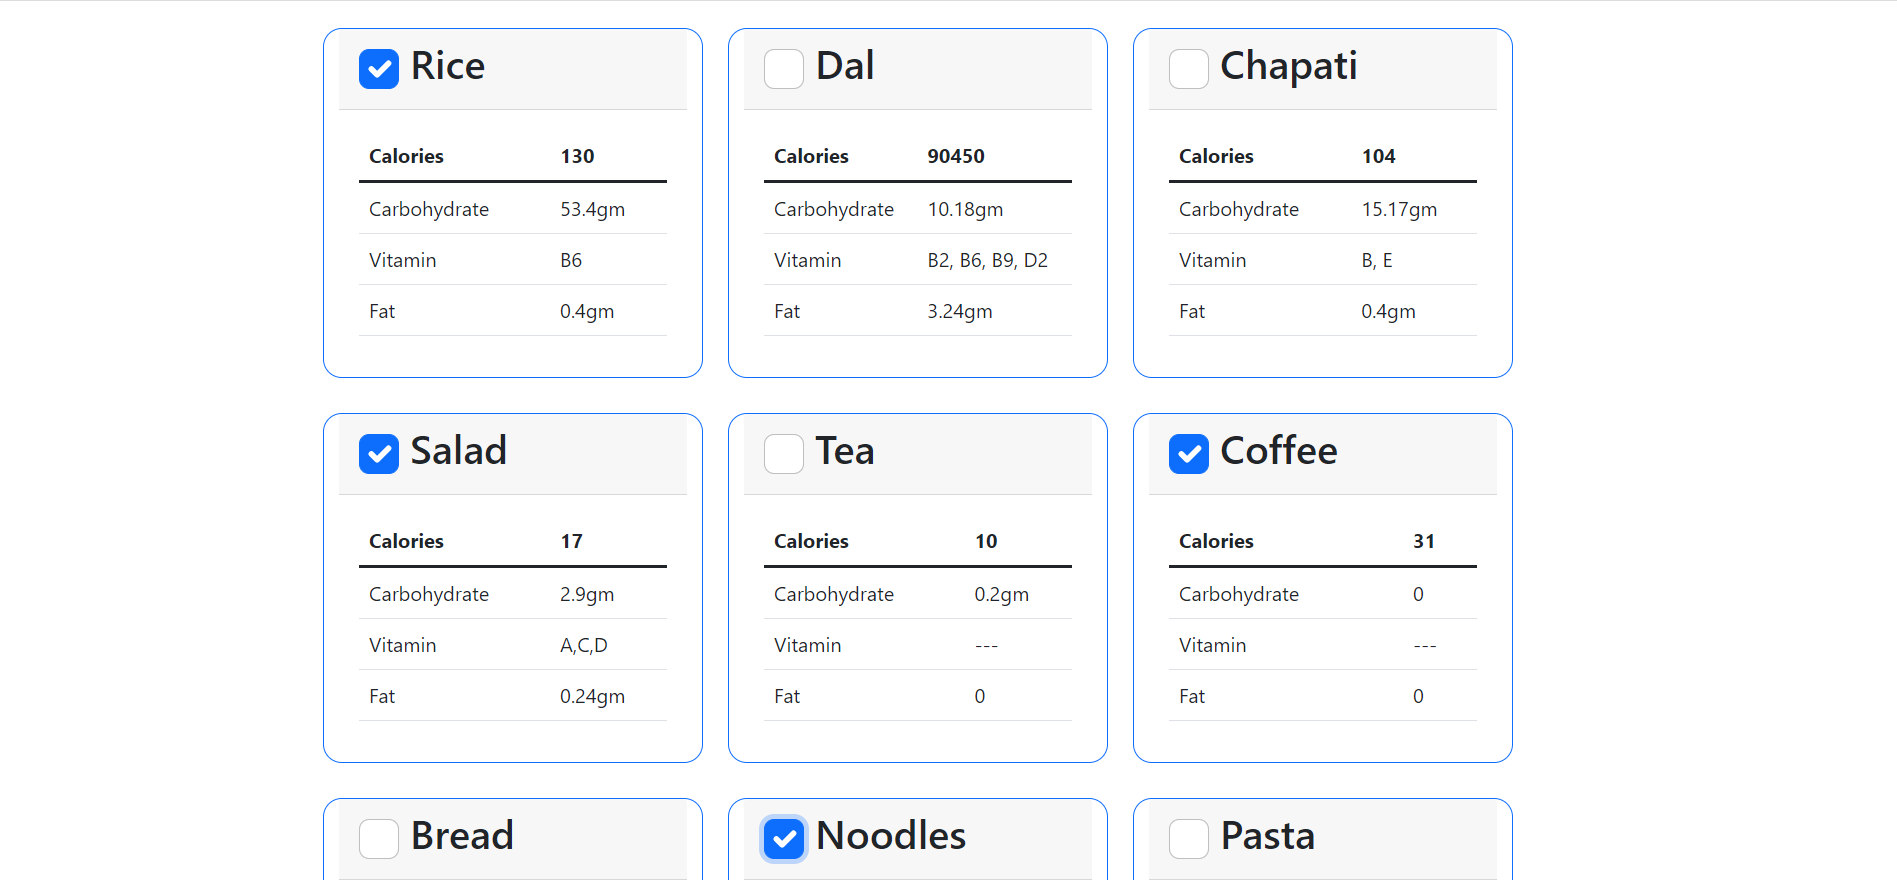 Rice
Calories 130
Carbohydrate 53.4gm
Vitamin B6
Fat 0.4gm
Dal
Calories 90450
Carbohydrate 10.18gm
Vitamin B2, B6, B9, D2
Fat 3.24gm
Chapati
Calories 104
Carbohydrate 15.17gm
Vitamin B, E
Fat 0.4gm
Salad
Calories 17
Carbohydrate 2.9gm
Vitamin A,C,D
Fat 0.24gm
Tea
Calories 10
Carbohydrate 0.2gm
Vitamin ---
Fat 0
Coffee
Calories 31
Carbohydrate 0
Vitamin ---
Fat 0
Bread
Noodles
Pasta